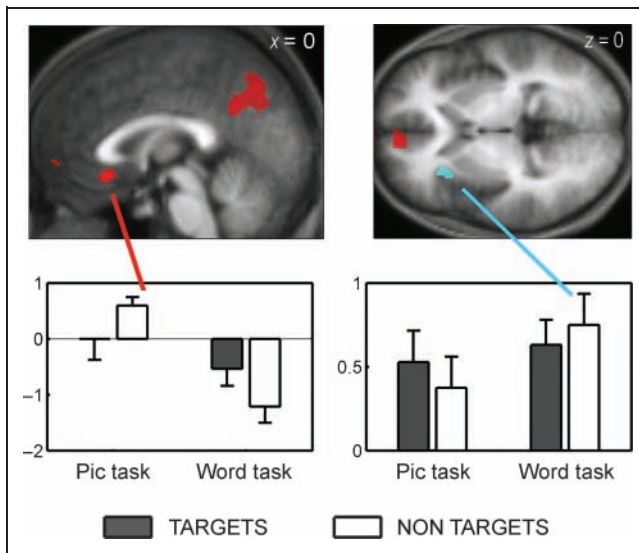 x = 0
z = 0
1
0
–1
–2
Pic task
Word task
1
0.5
0
Pic task
Word task
TARGETS
NON TARGETS